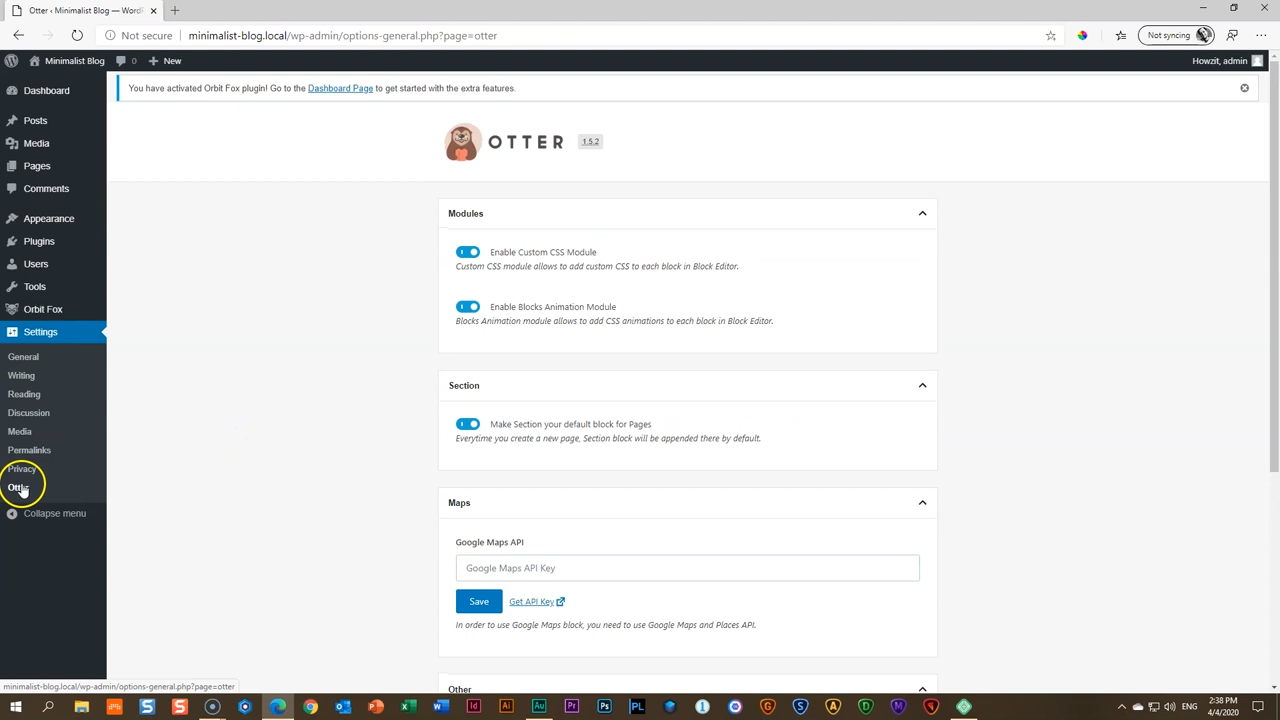 Otter ‹ Minimalist Blog — WordP
Not secure
minimalist-blog.local/wp-admin/options-general.php?page=otter
Not syncing
Minimalist Blog
0
New
Howzit, admin
You have activated Orbit Fox plugin! Go to the Dashboard Page to get started with the extra features.
Dashboard
Posts
Media
Pages
Comments
Appearance
Plugins
Users
Tools
Orbit Fox
Settings
General
Writing
Reading
Discussion
Media
Permalinks
Privacy
Otter
Collapse menu
OTTER
1.5.2
Modules
Enable Custom CSS Module
Custom CSS module allows to add custom CSS to each block in Block Editor.
Enable Blocks Animation Module
Blocks Animation module allows to add CSS animations to each block in Block Editor.
Section
Make Section your default block for Pages
Everytime you create a new page, Section block will be appended there by default.
Maps
Google Maps API
Google Maps API Key
Save
Get API Key
In order to use Google Maps block, you need to use Google Maps and Places API.
Other
minimalist-blog.local/wp-admin/options-general.php?page=otter
2:38 PM
4/4/2020